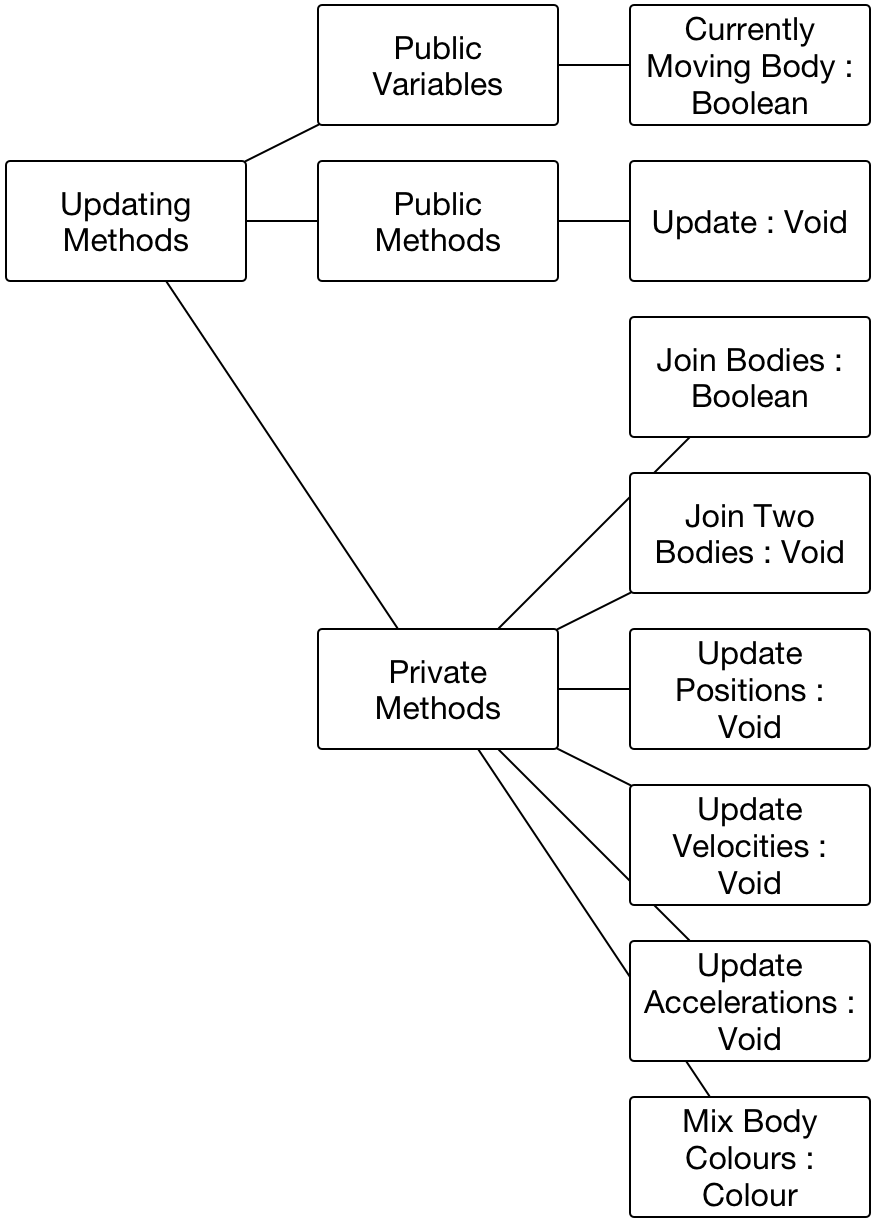 Public
Variables
Currently
Moving Body :
Boolean
Updating
Methods
Public
Methods
Update : Void
Join Bodies :
Boolean
Join Two
Bodies : Void
Private
Methods
Update
Positions :
Void
Update
Velocities :
Void
Update
Accelerations :
Void
Mix Body
Colours :
Colour